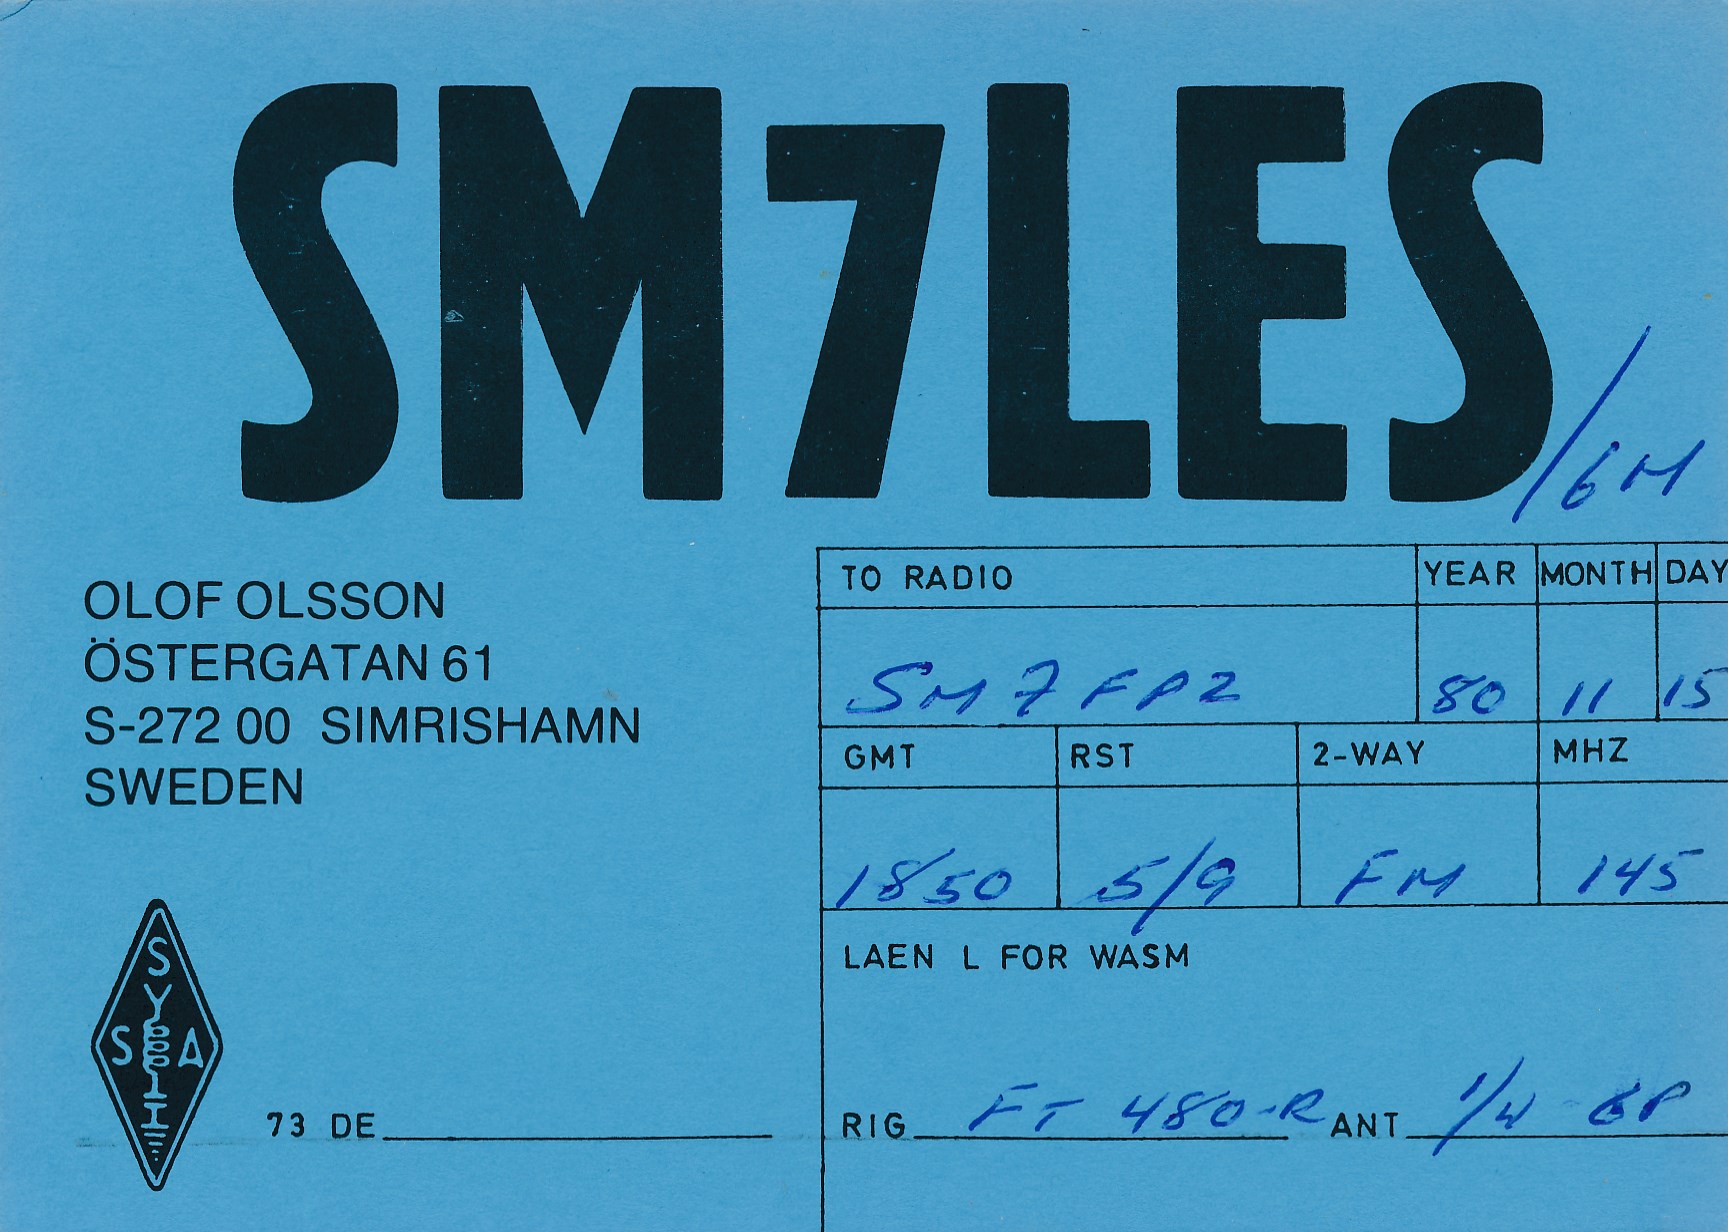 SM7LES
/6M
OLOF OLSSON
ÖSTERGATAN 61
S-272 00 SIMRISHAMN
SWEDEN
TO RADIO YEAR MONTH DAY
SM7FPZ 80 11 15
GMT RST 2-WAY MHZ
1850 5/9 FM 145
LAEN L FOR WASM
S
S A
73 DE
RIG FT 480-R ANT 1/4 GP